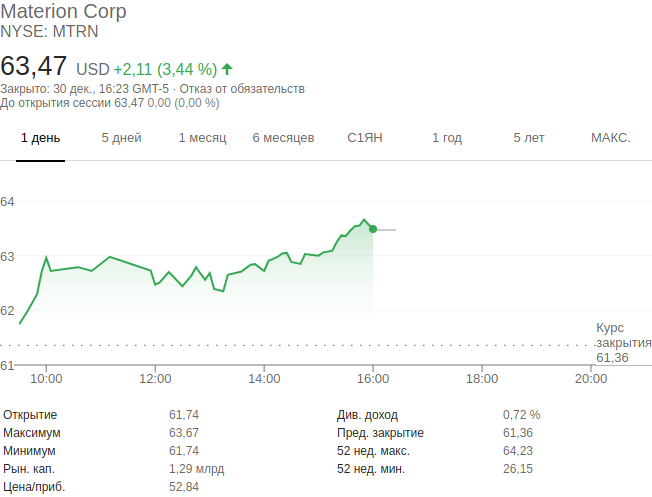 Materion Corp
NYSE: MTRN
63,47 USD +2,11 (3,44 %)
Закрыто: 30 дек., 16:23 GMT-5 · Отказ от обязательств
До открытия сессии 63,47 0,00 (0,00 %)
1 день 5 дней 1 месяц 6 месяцев С1ЯН 1 год 5 лет МАКС.
64
63
62
61
Курс
закрытия
61,36
10:00 12:00 14:00 16:00 18:00 20:00
Открытие 61,74 Див. доход 0,72 %
Максимум 63,67 Пред. закрытие 61,36
Минимум 61,74 52 нед. макс. 64,23
Рын. кап. 1,29 млрд 52 нед. мин. 26,15
Цена/приб. 52,84